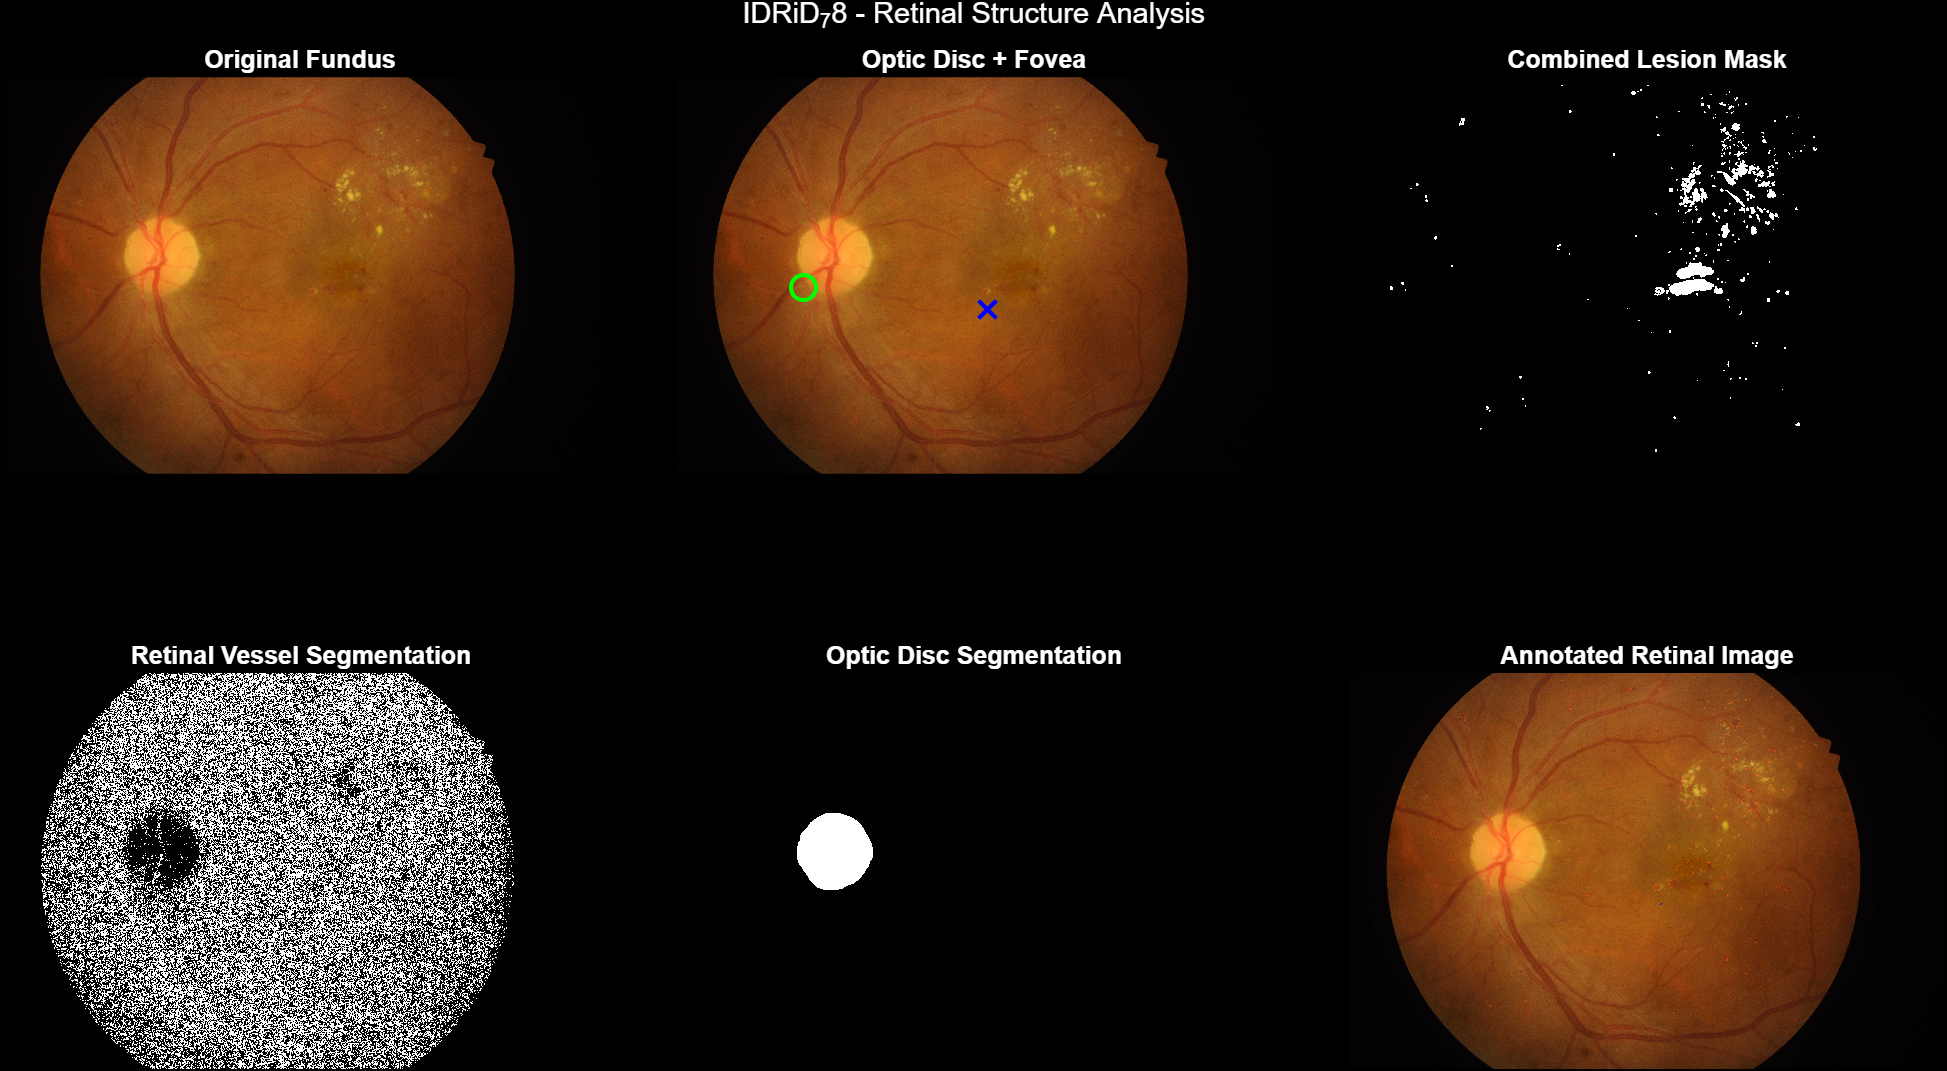 IDRiD₇8 - Retinal Structure Analysis
Original Fundus
Optic Disc + Fovea
Combined Lesion Mask
Retinal Vessel Segmentation
Optic Disc Segmentation
Annotated Retinal Image